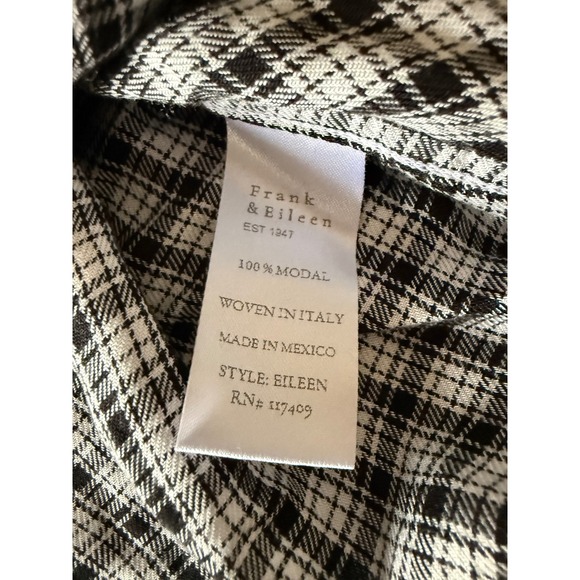 Frank
& Eileen
EST 1947
100% MODAL
WOVEN IN ITALY
MADE IN MEXICO
STYLE: EILEEN
RN# 117409